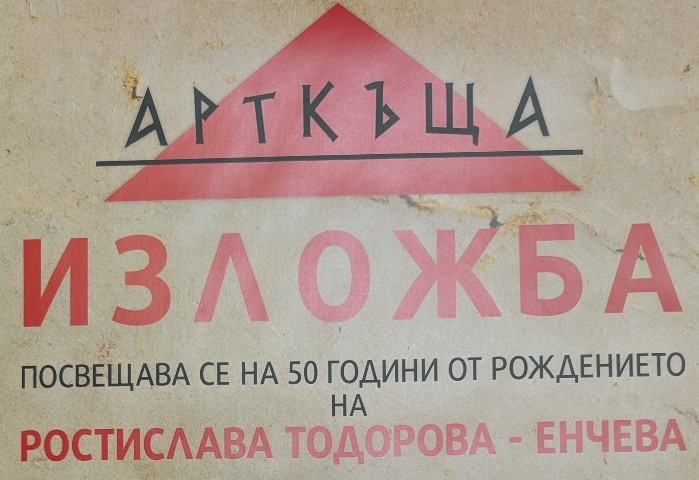 АРТКЪЩА
ИЗЛОЖБА
ПОСВЕЩАВА СЕ НА 50 ГОДИНИ ОТ РОЖДЕНИЕТО
НА
РОСТИСЛАВА ТОДОРОВА - ЕНЧЕВА